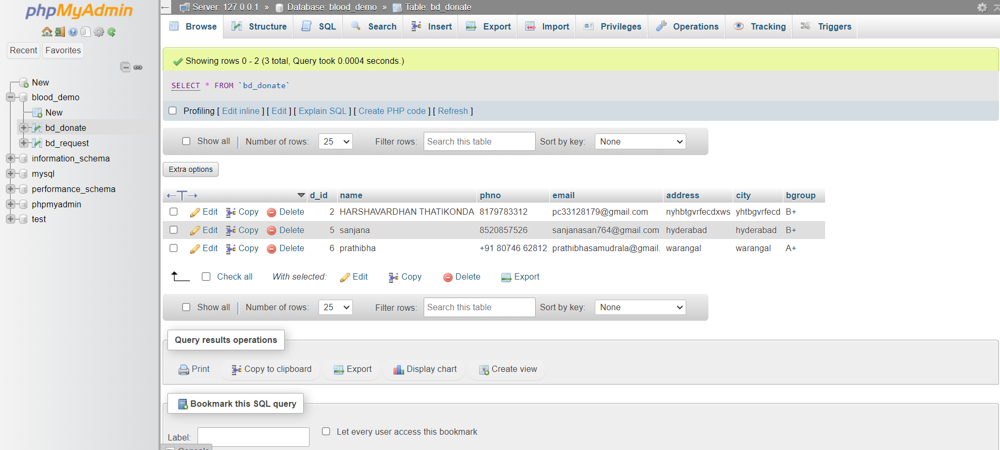 phpMyAdmin
Recent Favorites
New
blood_demo
New
bd_donate
bd_request
information_schema
mysql
performance_schema
phpmyadmin
test
← Server: 127.0.0.1 » Database: blood_demo » Table: bd_donate
Browse Structure SQL Search Insert Export Import Privileges Operations Tracking Triggers
Showing rows 0 - 2 (3 total, Query took 0.0004 seconds.)
SELECT * FROM `bd_donate`
Profiling [ Edit inline ] [ Edit ] [ Explain SQL ] [ Create PHP code ] [ Refresh ]
Show all | Number of rows: 25 Filter rows: Search this table Sort by key: None
Extra options
←T→ d_id name phno email address city bgroup
Edit Copy Delete 2 HARSHAVARDHAN THATIKONDA 8179783312 pc33128179@gmail.com nyhbtgvrfecdxws yhtbgvrfecd B+
Edit Copy Delete 5 sanjana 8520857526 sanjanasan764@gmail.com hyderabad hyderabad B+
Edit Copy Delete 6 prathibha +91 80746 62812 prathibhasamudrala@gmail. warangal warangal A+
Check all With selected: Edit Copy Delete Export
Show all | Number of rows: 25 Filter rows: Search this table Sort by key: None
Query results operations
Print Copy to clipboard Export Display chart Create view
Bookmark this SQL query
Label: Let every user access this bookmark
Console